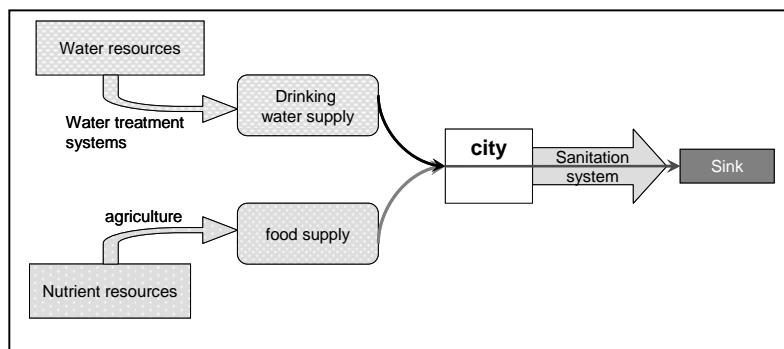 Water resources
Water treatment
systems
Drinking
water supply
city
Sanitation
system
Sink
agriculture
food supply
Nutrient resources